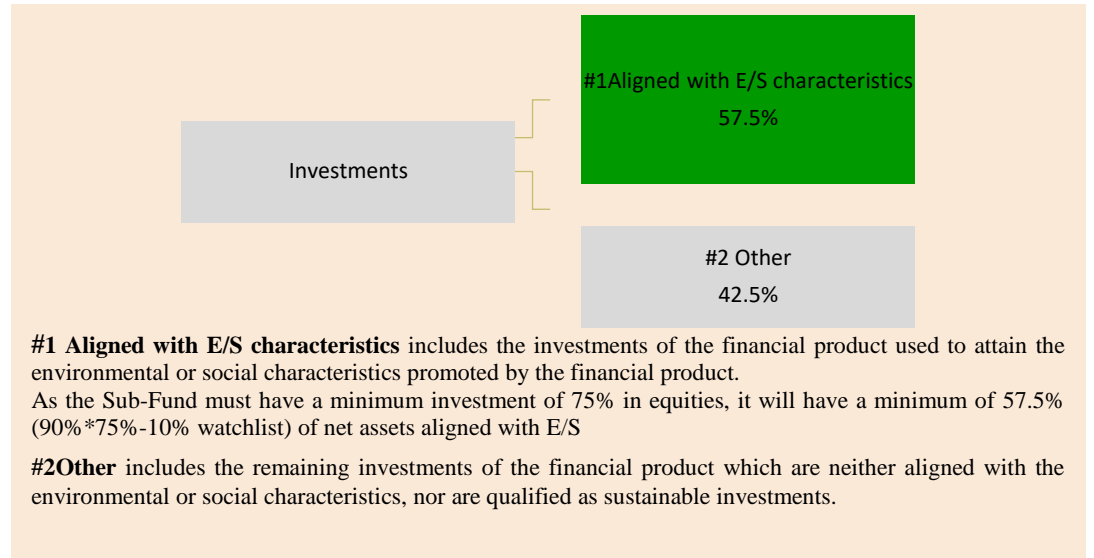 #1Aligned with E/S characteristics
57.5%
Investments
#2 Other
42.5%
#1 Aligned with E/S characteristics includes the investments of the financial product used to attain the
environmental or social characteristics promoted by the financial product.
As the Sub-Fund must have a minimum investment of 75% in equities, it will have a minimum of 57.5%
(90%*75%-10% watchlist) of net assets aligned with E/S
#2Other includes the remaining investments of the financial product which are neither aligned with the
environmental or social characteristics, nor are qualified as sustainable investments.